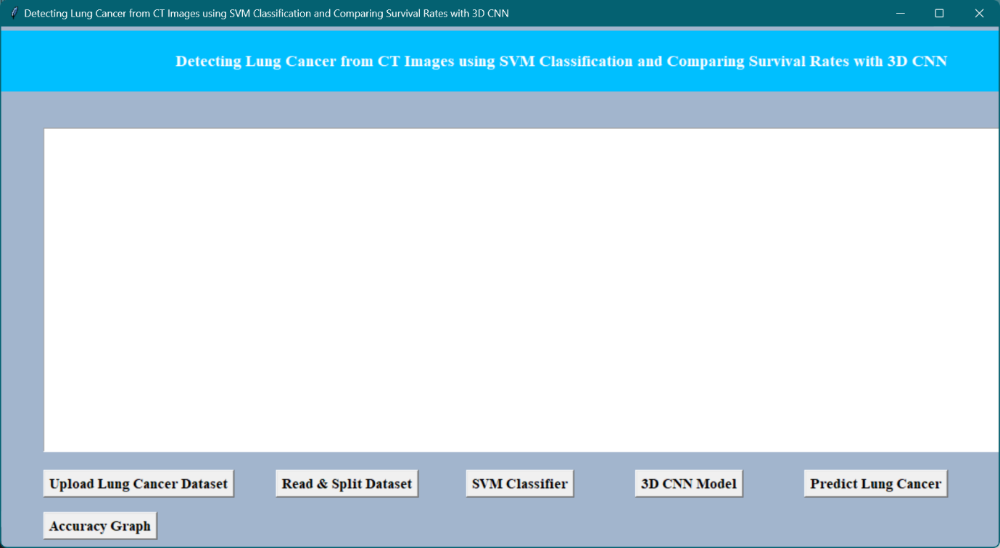 Detecting Lung Cancer from CT Images using SVM Classification and Comparing Survival Rates with 3D CNN
Detecting Lung Cancer from CT Images using SVM Classification and Comparing Survival Rates with 3D CNN
Upload Lung Cancer Dataset
Read & Split Dataset
SVM Classifier
3D CNN Model
Predict Lung Cancer
Accuracy Graph